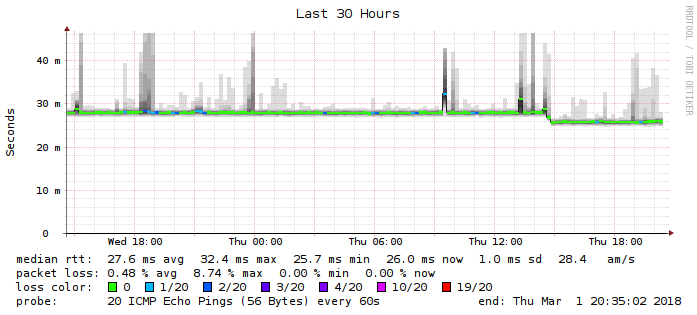 Last 30 Hours
RRDTOOL / TOBI OETIKER
Seconds
40 m
30 m
20 m
10 m
0
Wed 18:00 Thu 00:00 Thu 06:00 Thu 12:00 Thu 18:00
median rtt: 27.6 ms avg 32.4 ms max 25.7 ms min 26.0 ms now 1.0 ms sd 28.4 am/s
packet loss: 0.48 % avg 8.74 % max 0.00 % min 0.00 % now
loss color: 0 1/20 2/20 3/20 4/20 10/20 19/20
probe: 20 ICMP Echo Pings (56 Bytes) every 60s end: Thu Mar 1 20:35:02 2018